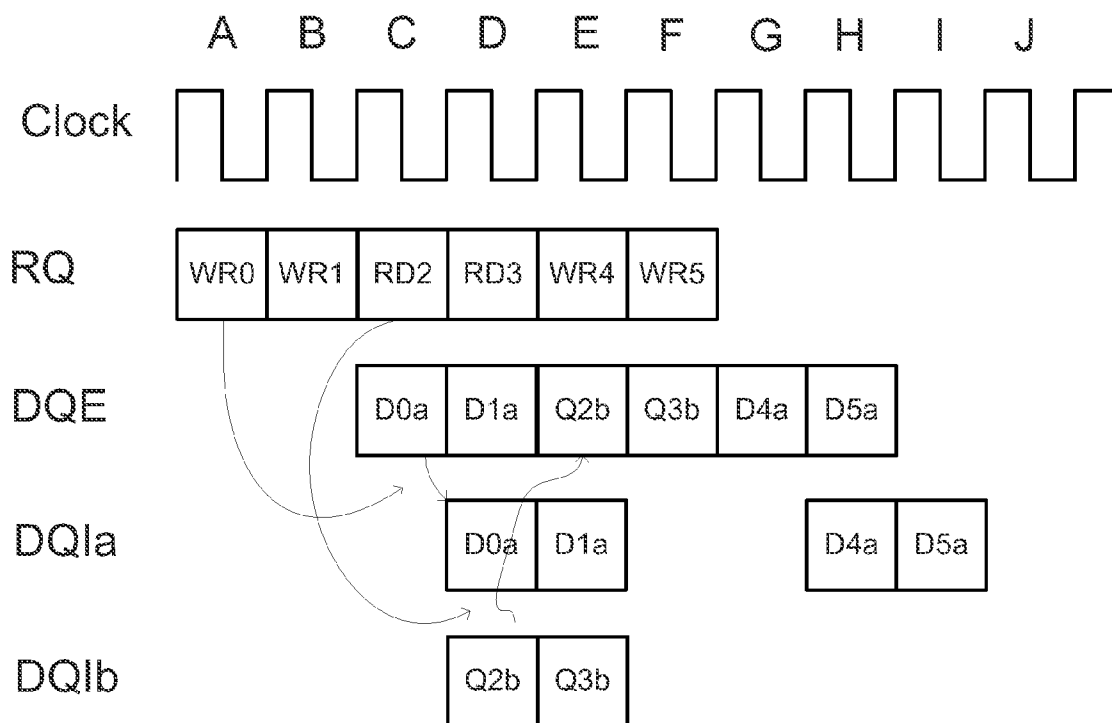 A B C D E F G H I J
Clock
RQ WR0 WR1 RD2 RD3 WR4 WR5
DQE D0a D1a Q2b Q3b D4a D5a
DQIa D0a D1a D4a D5a
DQIb Q2b Q3b